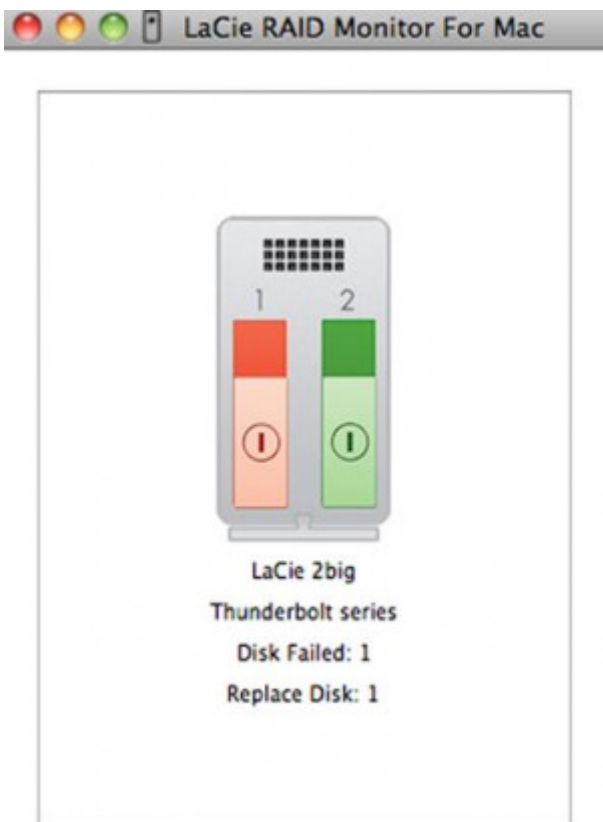 LaCie RAID Monitor For Mac
1 2
LaCie 2big
Thunderbolt series
Disk Failed: 1
Replace Disk: 1